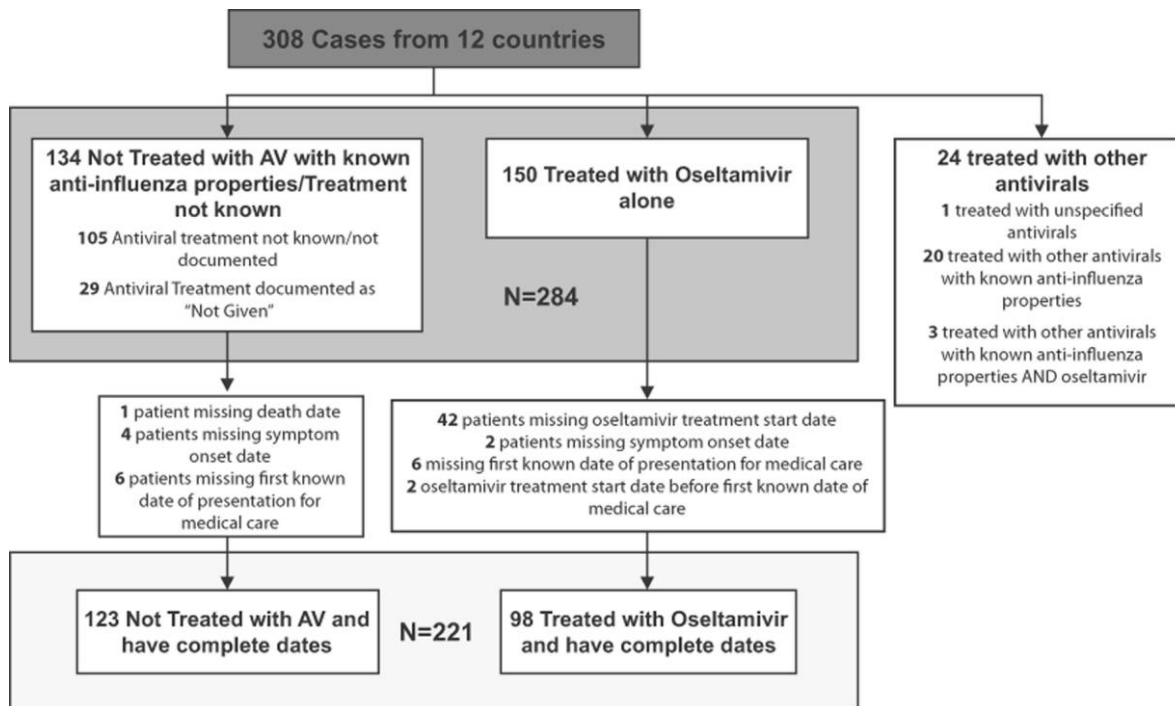 308 Cases from 12 countries
134 Not Treated with AV with known
anti-influenza properties/Treatment
not known
105 Antiviral treatment not known/not
documented
29 Antiviral Treatment documented as
“Not Given”
150 Treated with Oseltamivir
alone
N=284
24 treated with other
antivirals
1 treated with unspecified
antivirals
20 treated with other antivirals
with known anti-influenza
properties
3 treated with other antivirals
with known anti-influenza
properties AND oseltamivir
1 patient missing death date
4 patients missing symptom
onset date
6 patients missing first known
date of presentation for
medical care
42 patients missing oseltamivir treatment start date
2 patients missing symptom onset date
6 missing first known date of presentation for medical care
2 oseltamivir treatment start date before first known date of
medical care
123 Not Treated with AV and
have complete dates
N=221
98 Treated with Oseltamivir
and have complete dates